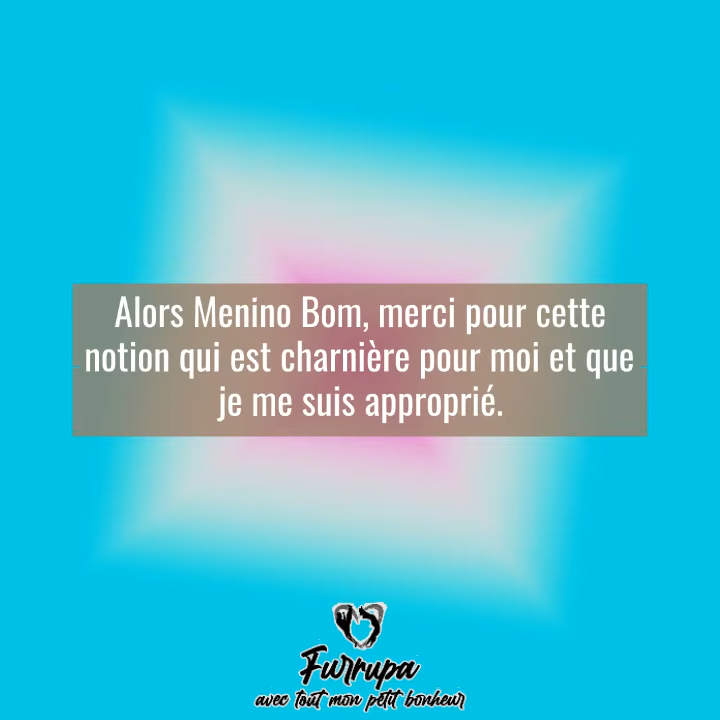 Alors Menino Bom, merci pour cette
notion qui est charnière pour moi et que
je me suis approprié.
Furrupa
avec tout mon petit bonheur